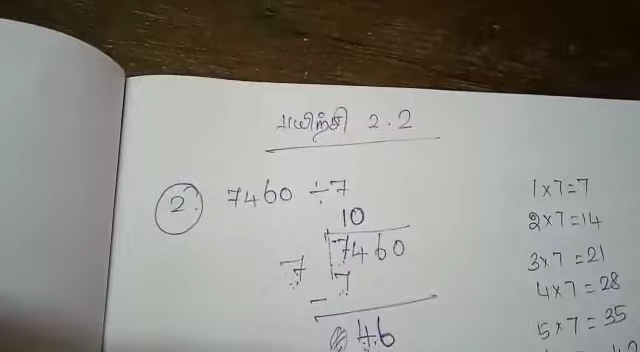 பயிற்சி 2.2
2. 7460 ÷ 7
10
7 7460
- 7
46
1 x 7 = 7
2 x 7 = 14
3 x 7 = 21
4 x 7 = 28
5 x 7 = 35